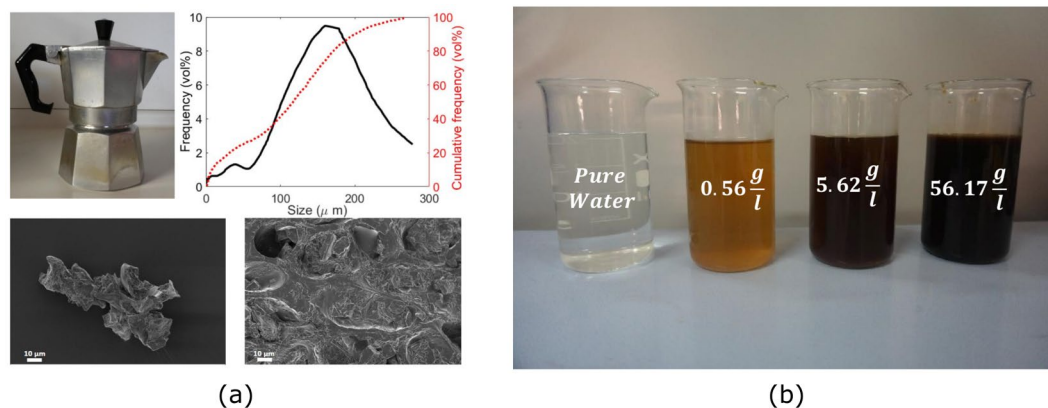 10
100
8
80
6
60
4
40
2
20
0
0
0
100
200
300
Frequency (vol%)
Size (μ m)
Cumulative frequency (vol%)
10 μm
10 μm
(a)
Pure
Water
0.56 g/l
5.62 g/l
56.17 g/l
(b)